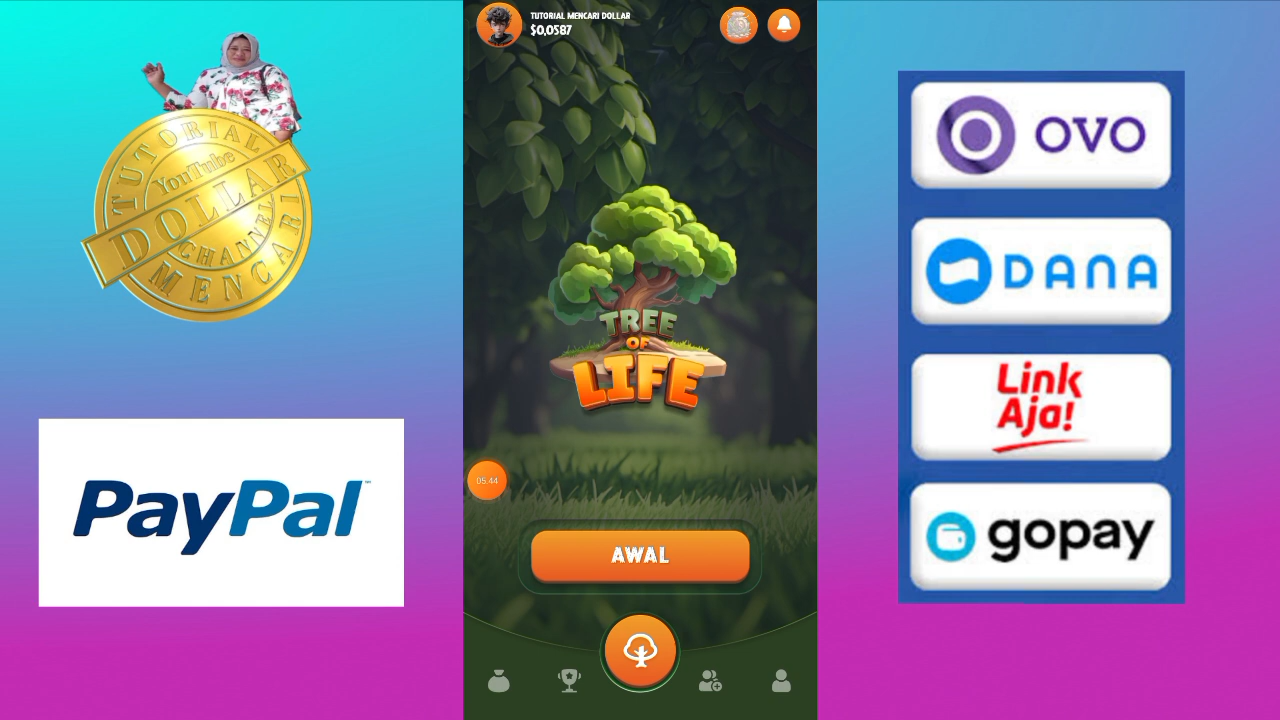 TUTORIAL
YouTube
DOLLAR
CHANNEL
MENCARI
PayPal
TM
TUTORIAL MENCARI DOLLAR
$0,0587
TREE
OF
LIFE
05.44
AWAL
OVO
DANA
Link
Aja!
gopay